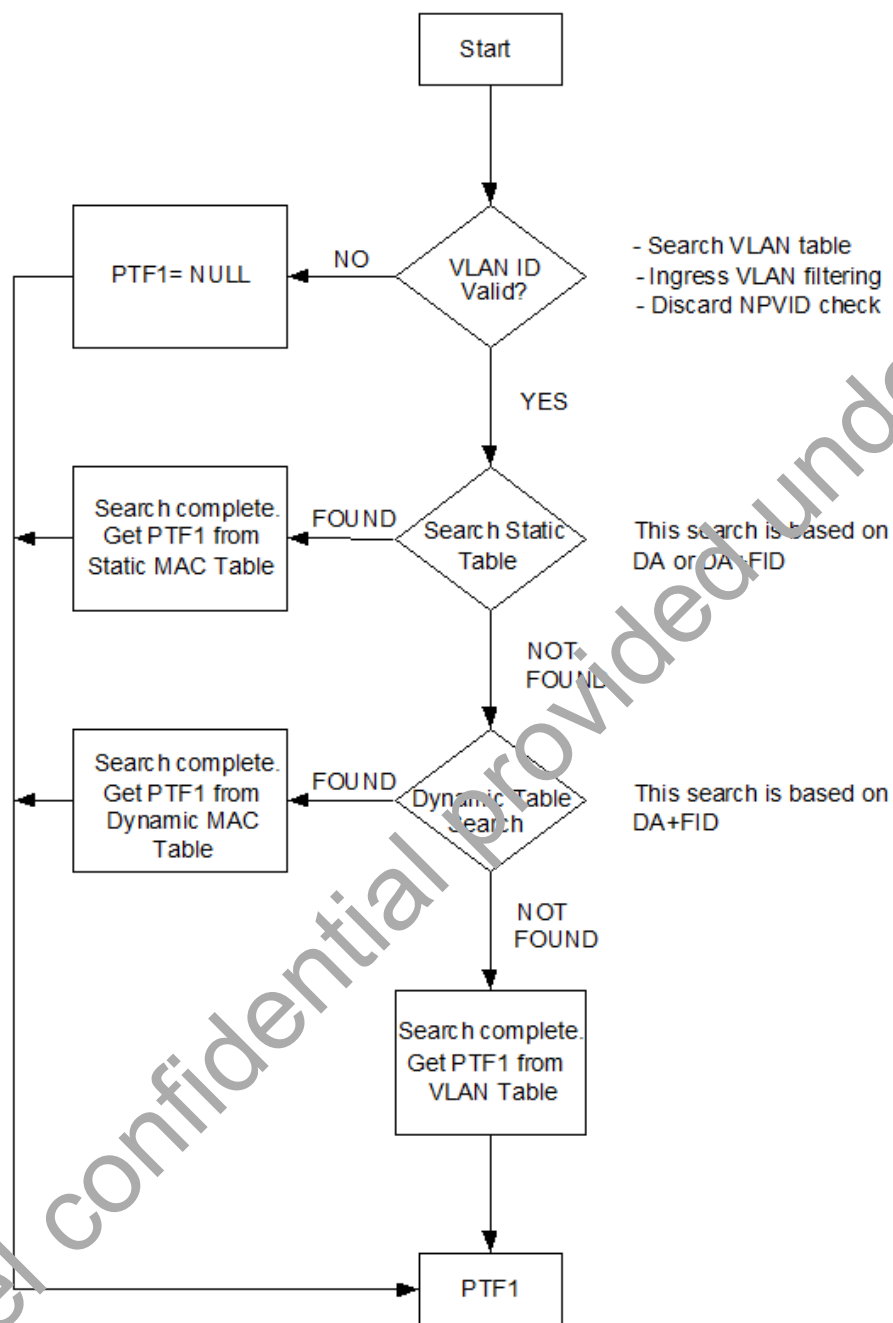 Start
VLAN ID
Valid?
NO
PTF1= NULL
- Search VLAN table
- Ingress VLAN filtering
- Discard NPVID check
YES
Search Static
Table
FOUND
Search complete.
Get PTF1 from
Static MAC Table
This search is based on
DA or DA+FID
NOT
FOUND
Dynamic Table
Search
FOUND
Search complete.
Get PTF1 from
Dynamic MAC
Table
This search is based on
DA+FID
NOT
FOUND
Search complete.
Get PTF1 from
VLAN Table
PTF1
confidential provided